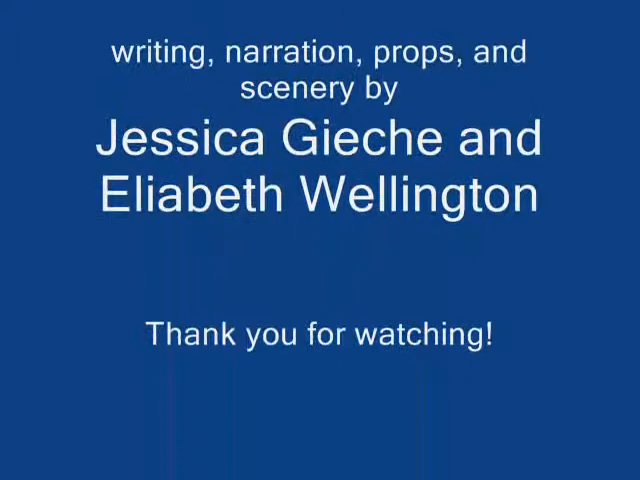 writing, narration, props, and
scenery by
Jessica Gieche and
Eliabeth Wellington
Thank you for watching!